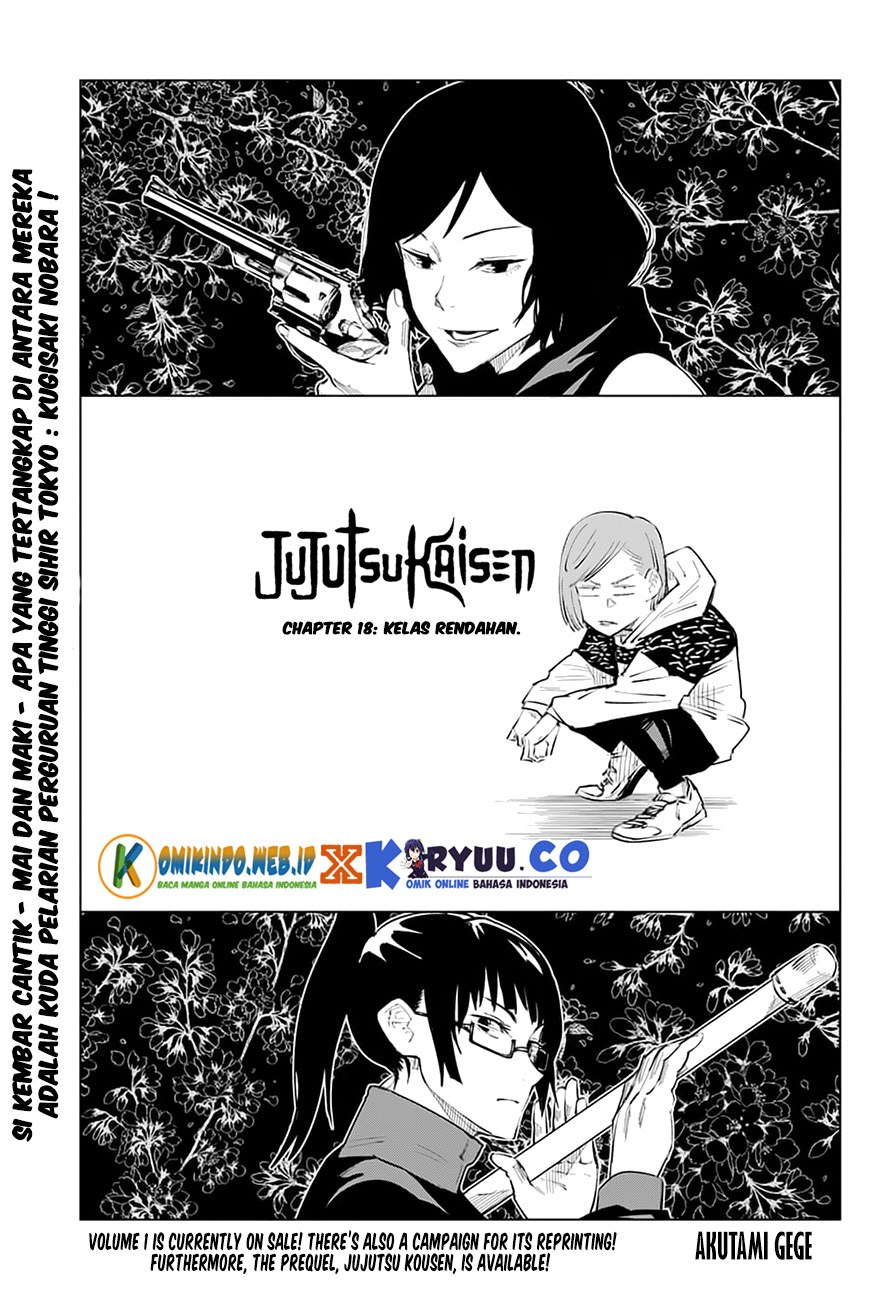 SI KEMBAR CANTIK - MAI DAN MAKI - APA YANG TERTANGKAP DI ANTARA MEREKA
ADALAH KUDA PELARIAN PERGURUAN TINGGI SIHIR TOKYO : KUGISAKI NOBARA !
JUJUTSU KAISEN
CHAPTER 18: KELAS RENDAHAN.
KOMIKINDO.WEB.ID X KIRYUU.CO
BACA MANGA ONLINE BAHASA INDONESIA OMIK ONLINE BAHASA INDONESIA
VOLUME 1 IS CURRENTLY ON SALE! THERE'S ALSO A CAMPAIGN FOR ITS REPRINTING!
FURTHERMORE, THE PREQUEL, JUJUTSU KOUSEN, IS AVAILABLE!
AKUTAMI GEGE